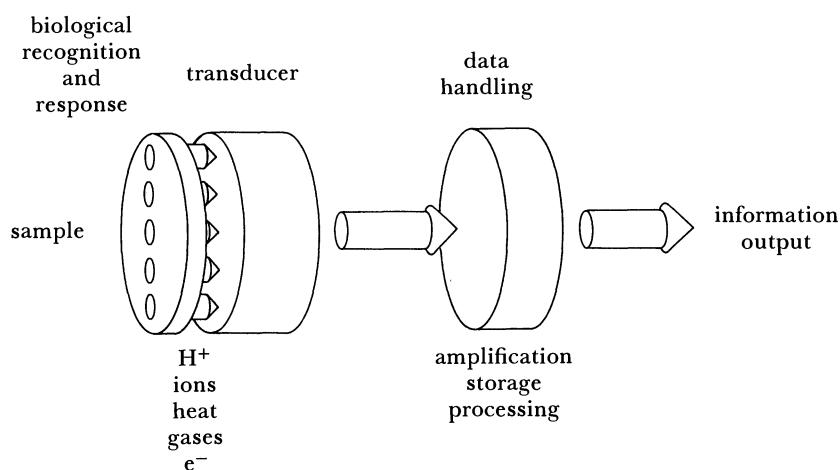 biological
recognition
and
response
transducer
data
handling
sample
information
output
H⁺
ions
heat
gases
e⁻
amplification
storage
processing